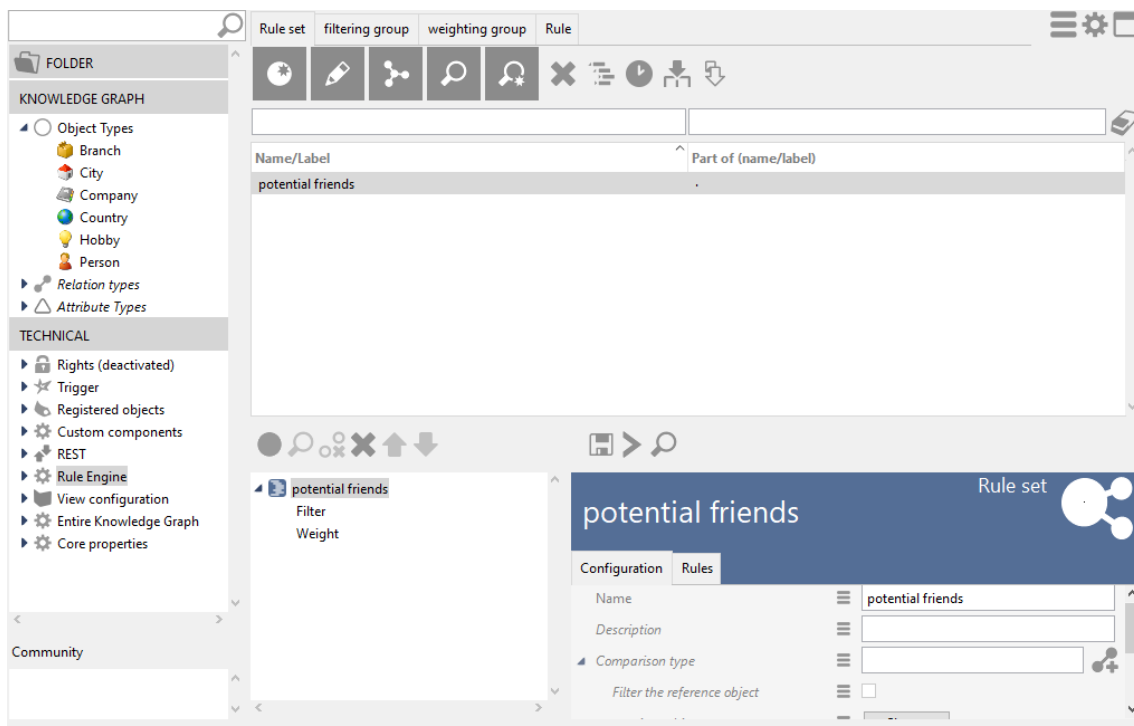 Rule set
filtering group
weighting group
Rule
FOLDER
KNOWLEDGE GRAPH
Object Types
Branch
City
Company
Country
Hobby
Person
Relation types
Attribute Types
TECHNICAL
Rights (deactivated)
Trigger
Registered objects
Custom components
REST
Rule Engine
View configuration
Entire Knowledge Graph
Core properties
Community
Name/Label
Part of (name/label)
potential friends
.
potential friends
Filter
Weight
Rule set
potential friends
Configuration
Rules
Name
potential friends
Description
Comparison type
Filter the reference object